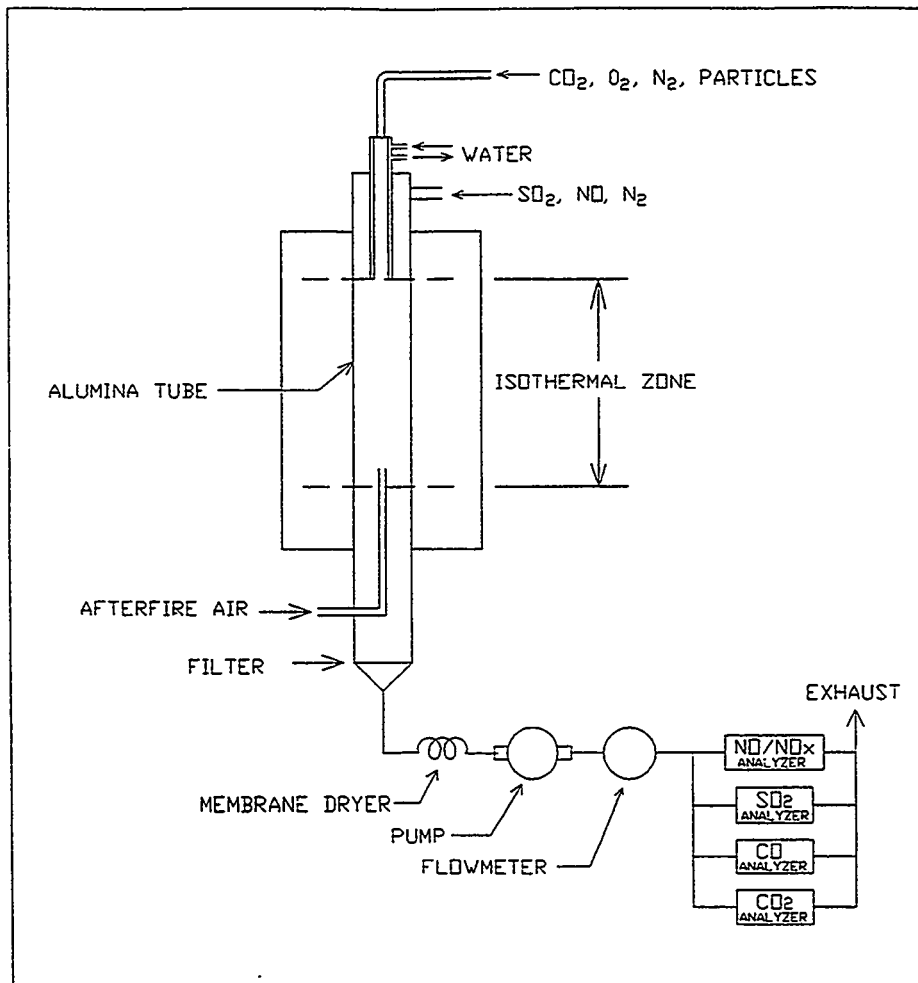 CO₂, O₂, N₂, PARTICLES
WATER
SO₂, NO, N₂
ISOTHERMAL ZONE
ALUMINA TUBE
AFTERFIRE AIR
FILTER
EXHAUST
NO/NOx
ANALYZER
MEMBRANE DRYER
SO₂
ANALYZER
PUMP
CO
ANALYZER
FLOWMETER
CO₂
ANALYZER